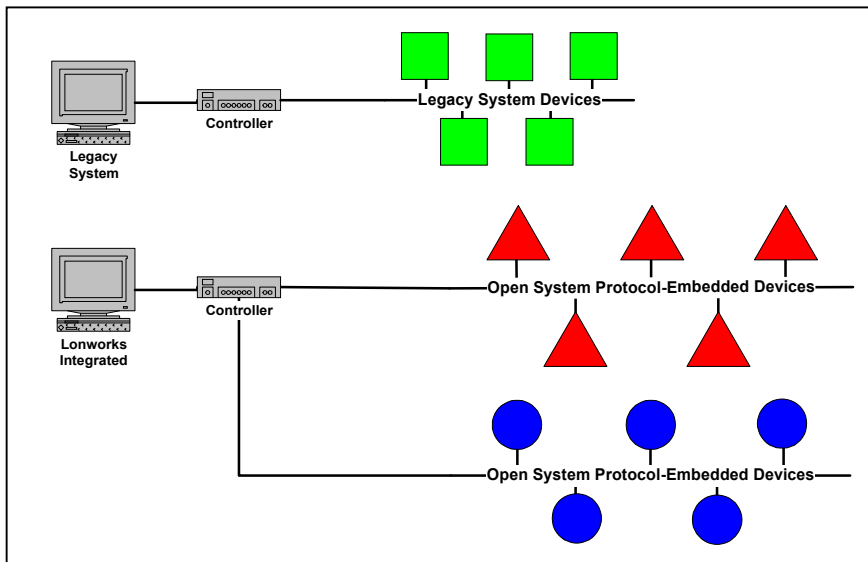 Legacy System Devices
Controller
Legacy
System
Open System Protocol-Embedded Devices
Controller
Lonworks
Integrated
Open System Protocol-Embedded Devices